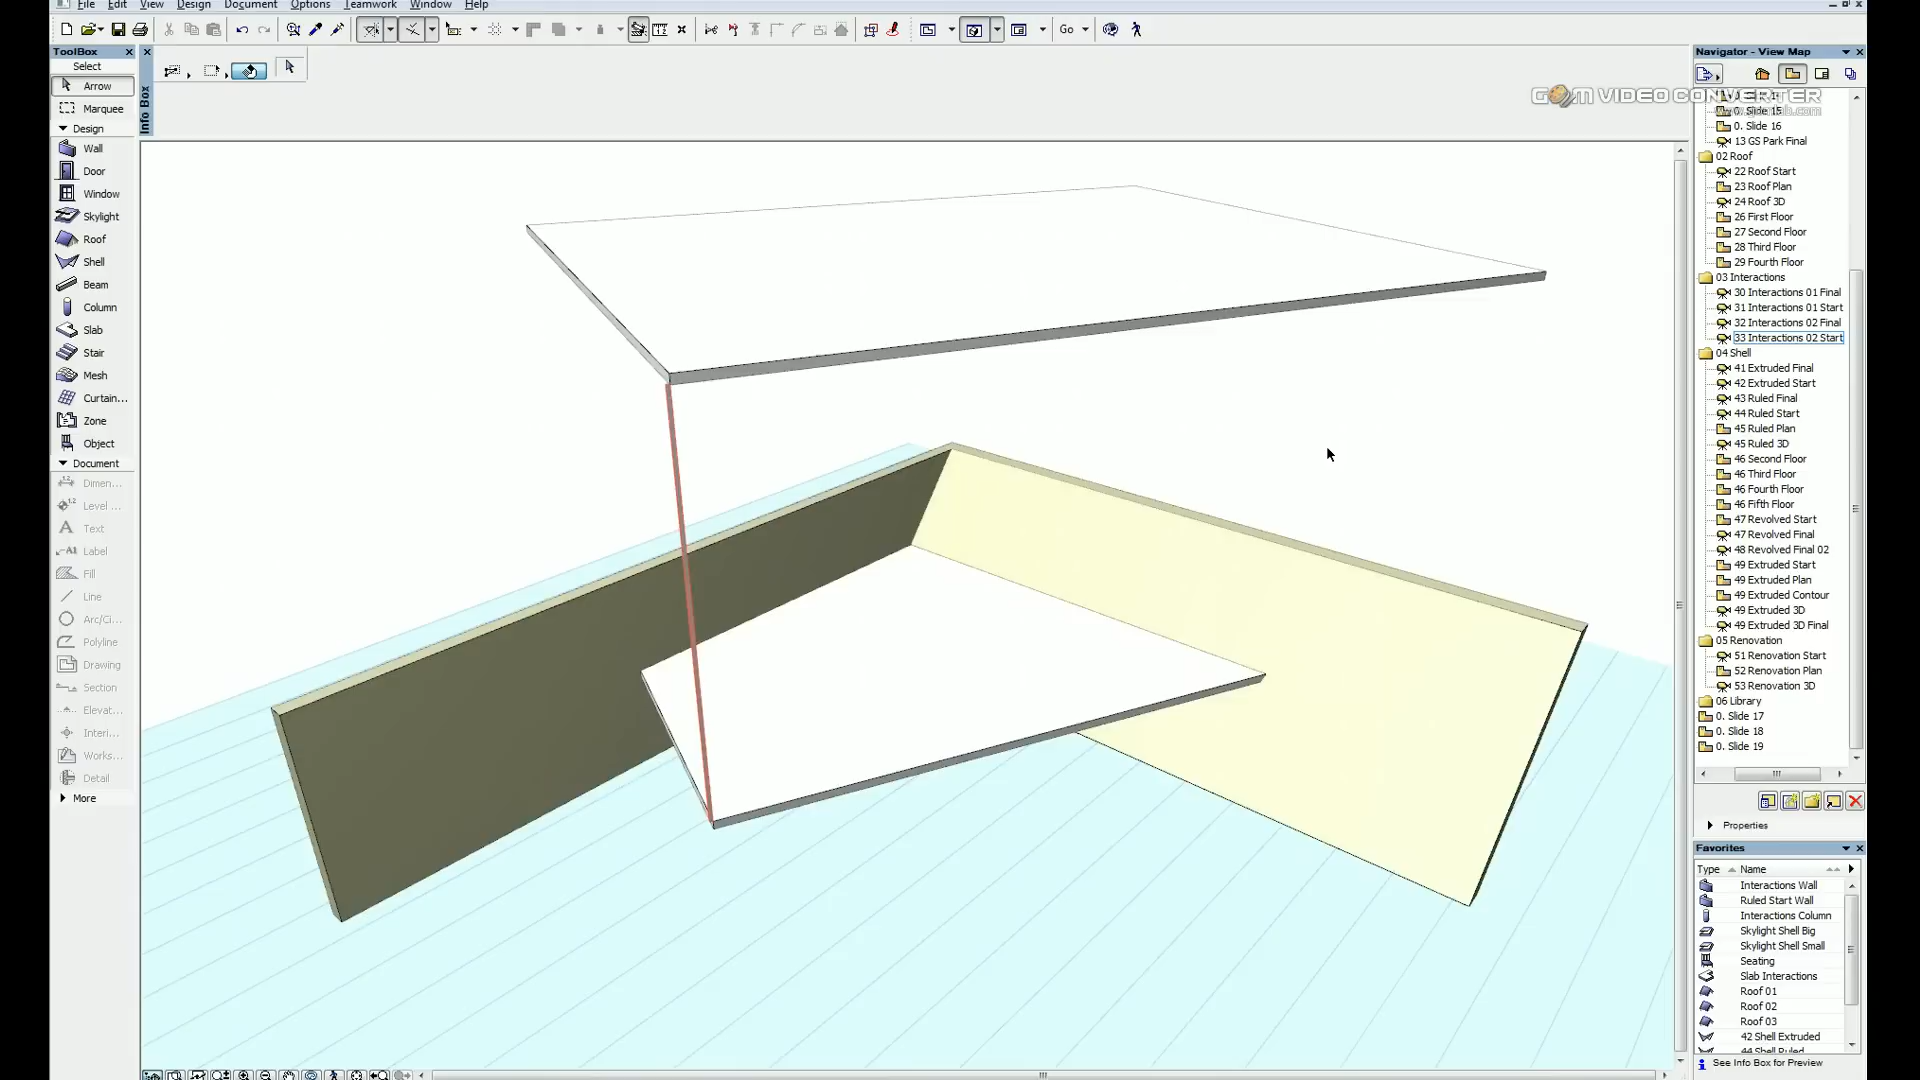 File Edit View Design Document Options Teamwork Window Help
ToolBox
Select
Arrow
Marquee
Design
Wall
Door
Window
Skylight
Roof
Shell
Beam
Column
Slab
Stair
Mesh
Curtain...
Zone
Object
Document
Dimen...
Level ...
Text
Label
Fill
Line
Arc/Ci...
Polyline
Drawing
Section
Elevat...
Interi...
Works...
Detail
More
Info Box
Go
GOM VIDEO CONVERTER
Navigator - View Map
0. Slide 15
0. Slide 16
13 GS Park Final
02 Roof
22 Roof Start
23 Roof Plan
24 Roof 3D
26 First Floor
27 Second Floor
28 Third Floor
29 Fourth Floor
03 Interactions
30 Interactions 01 Final
31 Interactions 01 Start
32 Interactions 02 Final
33 Interactions 02 Start
04 Shell
41 Extruded Final
42 Extruded Start
43 Ruled Final
44 Ruled Start
45 Ruled Plan
45 Ruled 3D
46 Second Floor
46 Third Floor
46 Fourth Floor
46 Fifth Floor
47 Revolved Start
47 Revolved Final
48 Revolved Final 02
49 Extruded Start
49 Extruded Plan
49 Extruded Contour
49 Extruded 3D
49 Extruded 3D Final
05 Renovation
51 Renovation Start
52 Renovation Plan
53 Renovation 3D
06 Library
0. Slide 17
0. Slide 18
0. Slide 19
Properties
Favorites
Type Name
Interactions Wall
Ruled Start Wall
Interactions Column
Skylight Shell Big
Skylight Shell Small
Seating
Slab Interactions
Roof 01
Roof 02
Roof 03
42 Shell Extruded
44 Shell Ruled
See Info Box for Preview